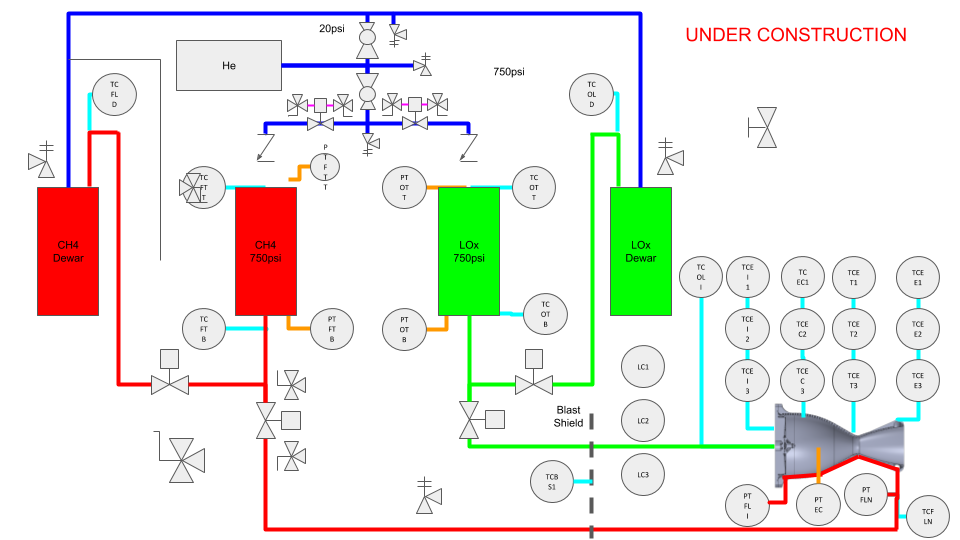 UNDER CONSTRUCTION
20psi
He
750psi
TC
FL
D
TC
OL
D
P
T
F
T
T
TC
FT
T
PT
OT
T
TC
OT
T
CH4
Dewar
CH4
750psi
LOx
750psi
LOx
Dewar
TC
OL
I
TCE
I
1
TC
EC1
TCE
T1
TCE
E1
TC
FT
B
PT
FT
B
PT
OT
B
TC
OT
B
TCE
I
2
TCE
C2
TCE
T2
TCE
E2
LC1
TCE
I
3
TCE
C
3
TCE
T3
TCE
E3
Blast
Shield
LC2
LC3
TCB
S1
PT
FL
I
PT
EC
PT
FLN
TCF
LN